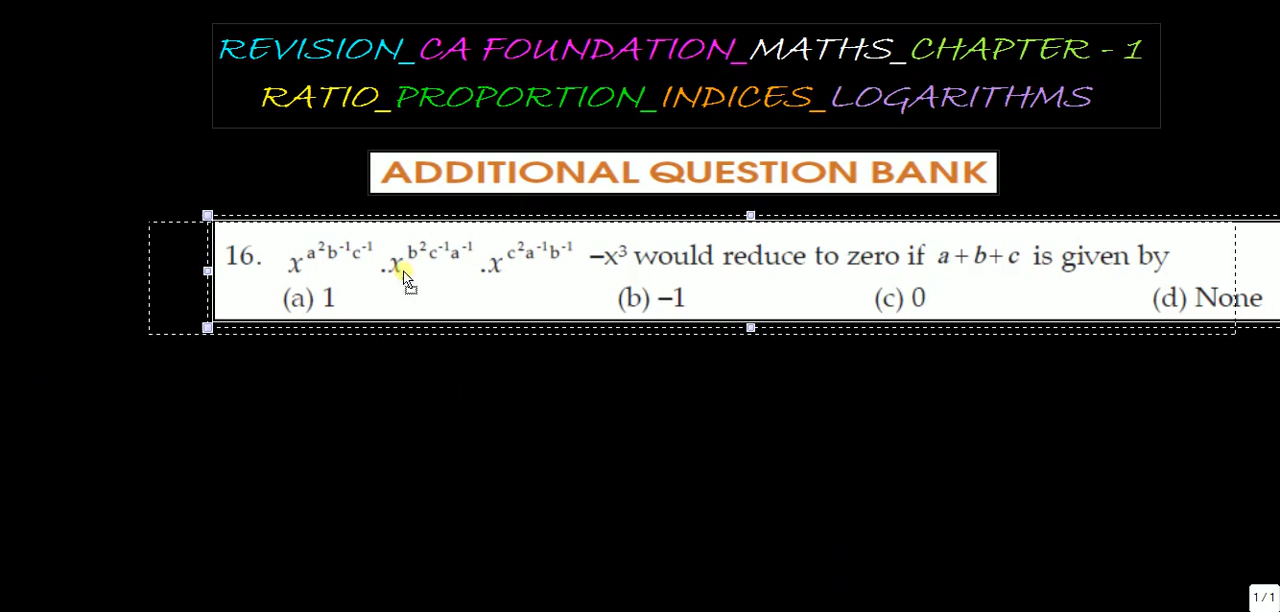 REVISION_CA FOUNDATION_MATHS_CHAPTER - 1
RATIO_PROPORTION_INDICES_LOGARITHMS
ADDITIONAL QUESTION BANK
16. x^{a²b⁻¹c⁻¹} .x^{b²c⁻¹a⁻¹} .x^{c²a⁻¹b⁻¹} –x³ would reduce to zero if a+b+c is given by
(a) 1 (b) –1 (c) 0 (d) None
1/1